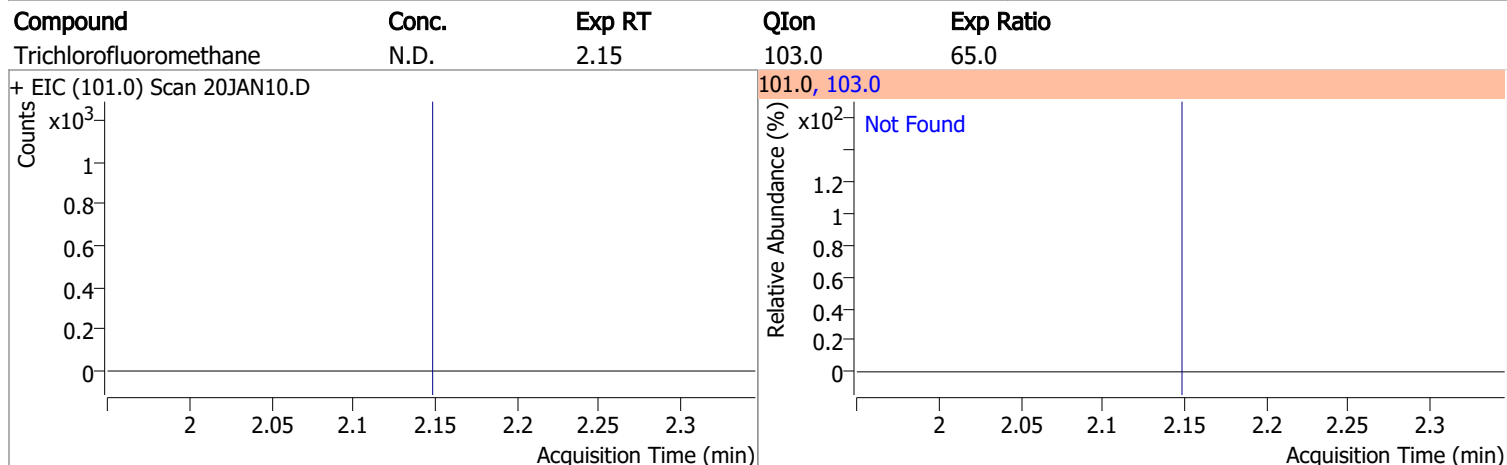 Compound Conc. Exp RT QIon Exp Ratio
Trichlorofluoromethane N.D. 2.15 103.0 65.0
+ EIC (101.0) Scan 20JAN10.D
Counts
x10³
1
0.8
0.6
0.4
0.2
0
2 2.05 2.1 2.15 2.2 2.25 2.3
Acquisition Time (min)
101.0, 103.0
Relative Abundance (%)
x10²
Not Found
1.2
1
0.8
0.6
0.4
0.2
0
2 2.05 2.1 2.15 2.2 2.25 2.3
Acquisition Time (min)